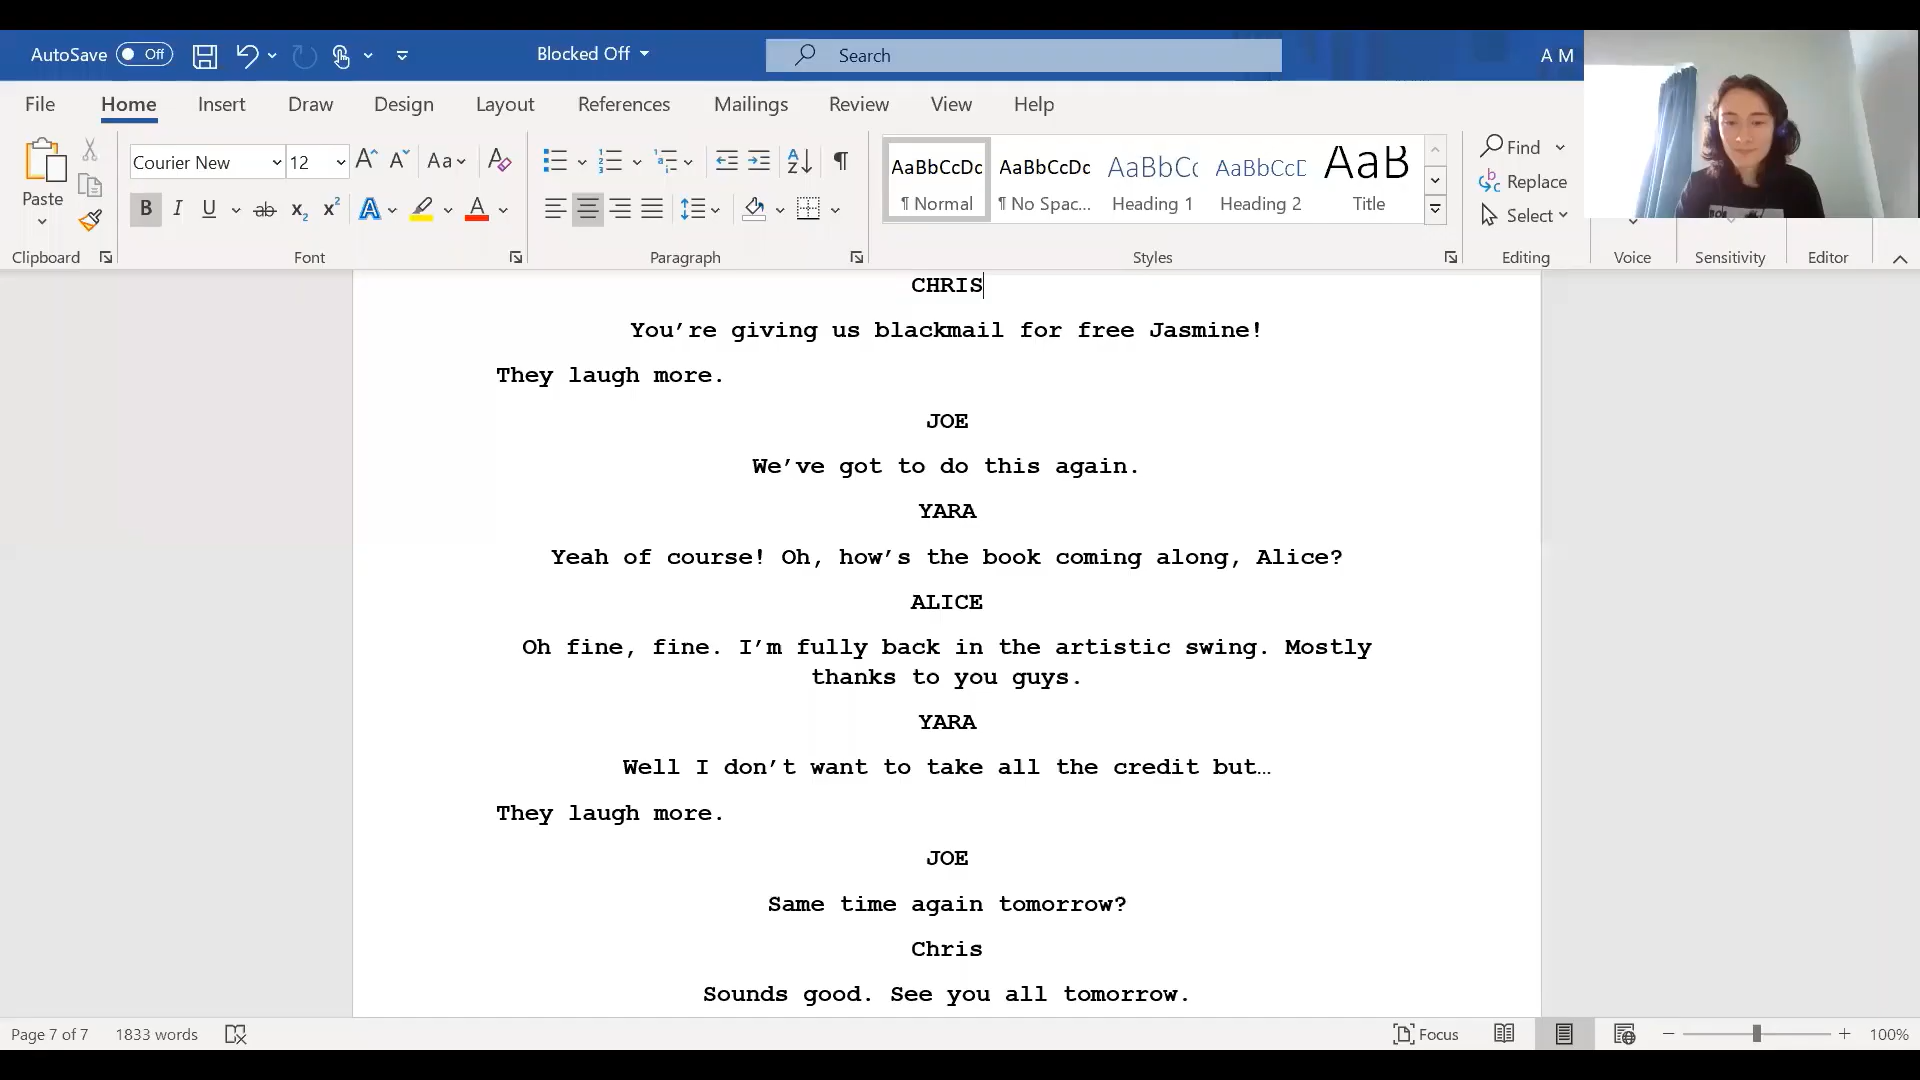 AutoSave Off Blocked Off Search A M
File Home Insert Draw Design Layout References Mailings Review View Help
Paste
Courier New 12 Aa
B I U ab x2 x2 A A
AaBbCcDc AaBbCcDc AaBbCc AaBbCcD AaB
¶ Normal ¶ No Spac... Heading 1 Heading 2 Title
Find
Replace
Select
Clipboard Font Paragraph Styles Editing Voice Sensitivity Editor
CHRIS
You’re giving us blackmail for free Jasmine!
They laugh more.
JOE
We’ve got to do this again.
YARA
Yeah of course! Oh, how’s the book coming along, Alice?
ALICE
Oh fine, fine. I’m fully back in the artistic swing. Mostly
thanks to you guys.
YARA
Well I don’t want to take all the credit but…
They laugh more.
JOE
Same time again tomorrow?
Chris
Sounds good. See you all tomorrow.
Page 7 of 7 1833 words Focus 100%